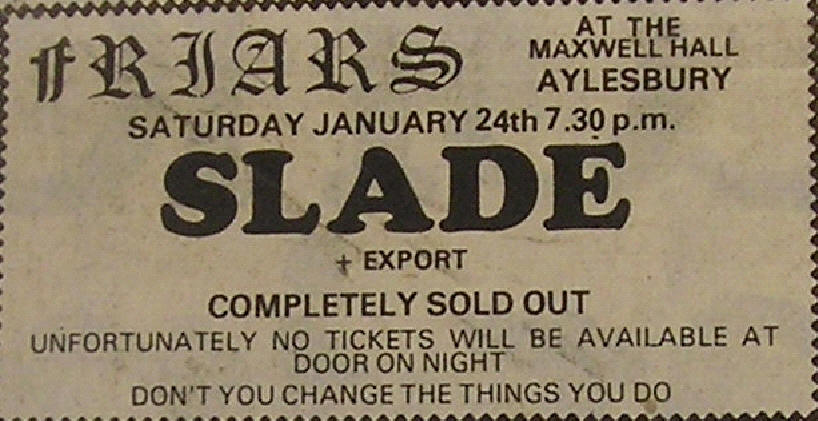 FRIARS
AT THE
MAXWELL HALL
AYLESBURY
SATURDAY JANUARY 24th 7.30 p.m.
SLADE
+ EXPORT
COMPLETELY SOLD OUT
UNFORTUNATELY NO TICKETS WILL BE AVAILABLE AT
DOOR ON NIGHT
DON'T YOU CHANGE THE THINGS YOU DO